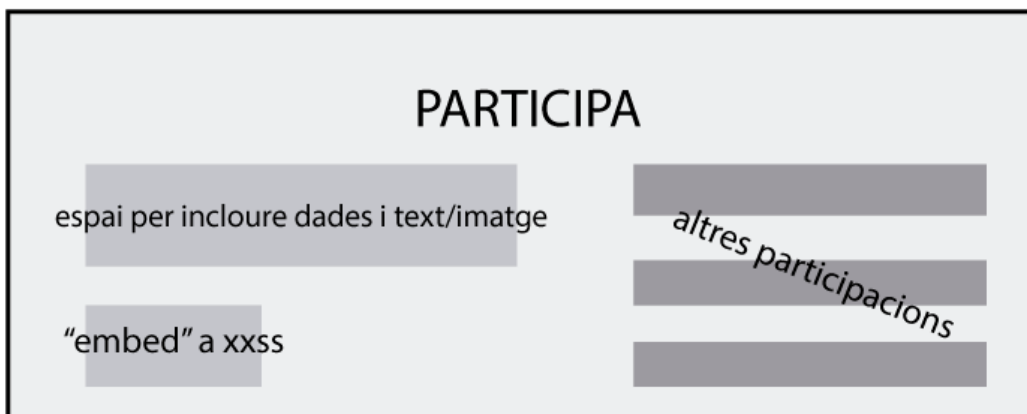 PARTICIPA
espai per incloure dades i text/imatge
altres participacions
“embed” a xxss